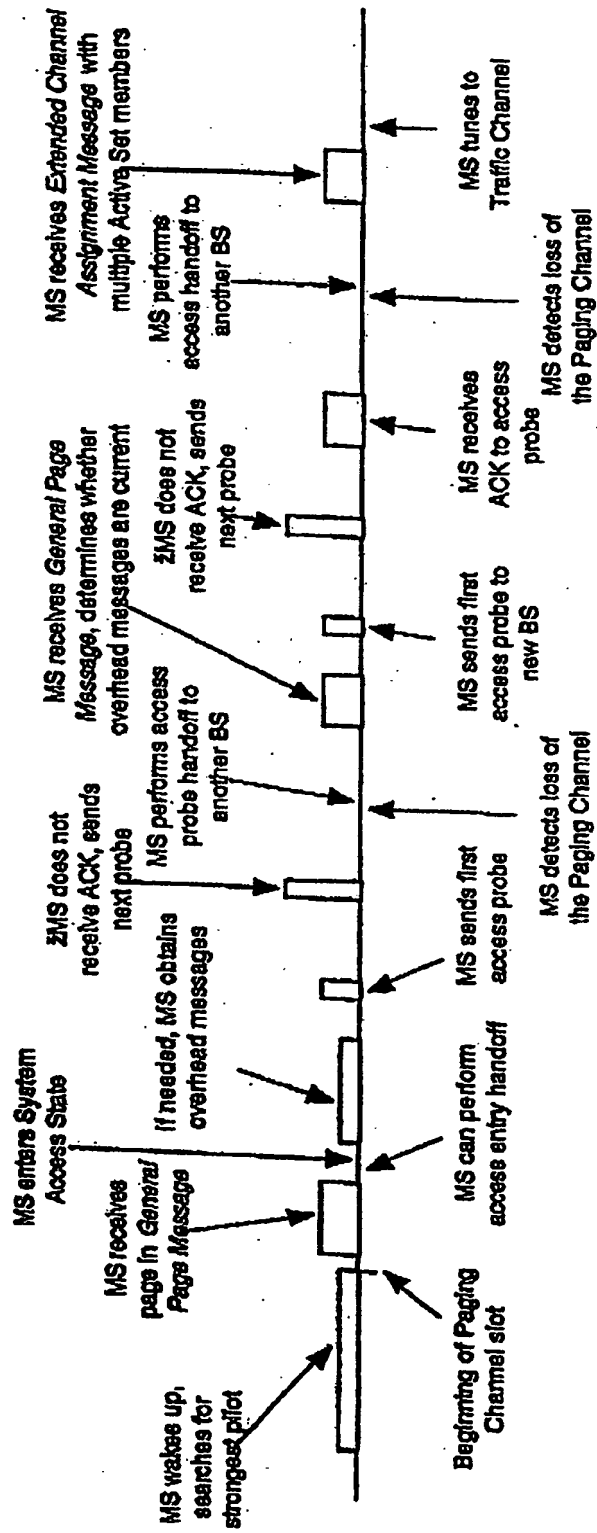 MS wakes up,
searches for
strongest pilot
Beginning of Paging
Channel slot
MS receives
page in General
Page Message
MS enters System
Access State
MS can perform
access entry handoff
If needed, MS obtains
overhead messages
MS sends first
access probe
žMS does not
receive ACK, sends
next probe
MS detects loss of
the Paging Channel
MS performs access
probe handoff to
another BS
MS receives General Page
Message, determines whether
overhead messages are current
MS sends first
access probe to
new BS
žMS does not
receive ACK, sends
next probe
MS receives
ACK to access
probe
MS detects loss of
the Paging Channel
MS performs
access handoff to
another BS
MS receives Extended Channel
Assignment Message with
multiple Active Set members
MS tunes to
Traffic Channel